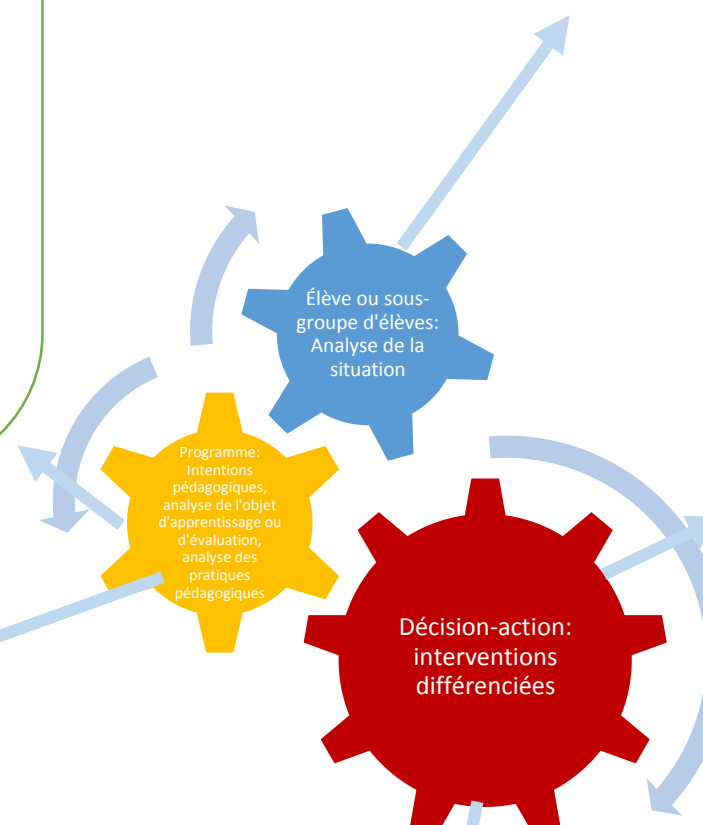 Élève ou sous-
groupe d'élèves:
Analyse de la
situation
Programme:
Intentions
pédagogiques,
analyse de l'objet
d'apprentissage ou
d'évaluation,
analyse des
pratiques
pédagogiques
Décision-action:
interventions
différenciées